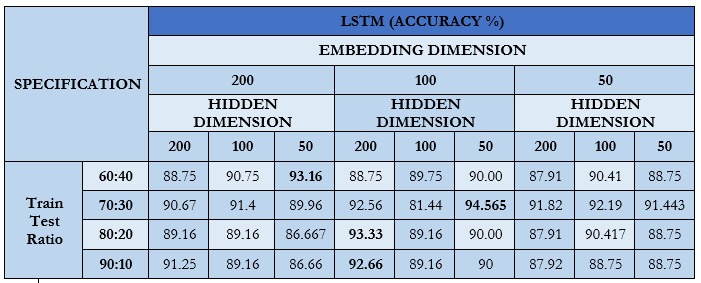 LSTM (ACCURACY %)
EMBEDDING DIMENSION
SPECIFICATION
200 100 50
HIDDEN DIMENSION HIDDEN DIMENSION HIDDEN DIMENSION
200 100 50 200 100 50 200 100 50
Train Test Ratio
60:40 88.75 90.75 93.16 88.75 89.75 90.00 87.91 90.41 88.75
70:30 90.67 91.4 89.96 92.56 81.44 94.565 91.82 92.19 91.443
80:20 89.16 89.16 86.667 93.33 89.16 90.00 87.91 90.417 88.75
90:10 91.25 89.16 86.66 92.66 89.16 90 87.92 88.75 88.75